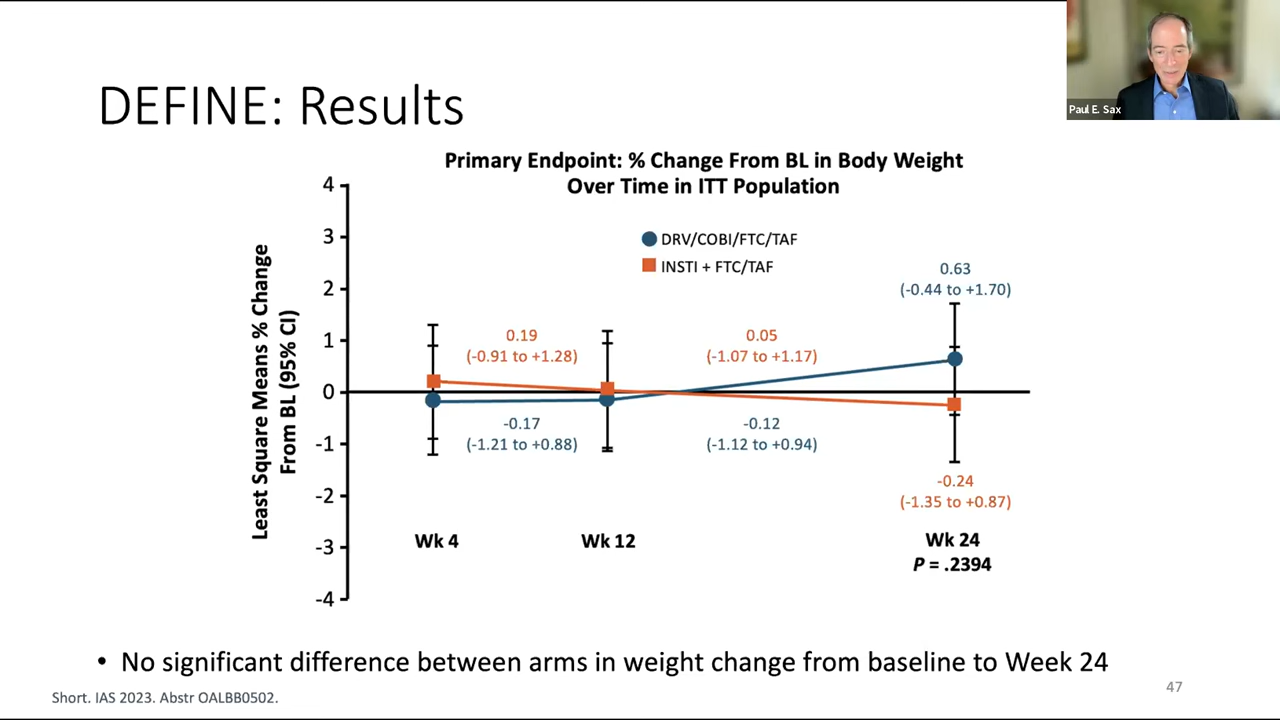 Paul E. Sax
DEFINE: Results
Primary Endpoint: % Change From BL in Body Weight
Over Time in ITT Population
Least Square Means % Change
From BL (95% CI)
4
3
2
1
0
-1
-2
-3
-4
DRV/COBI/FTC/TAF
INSTI + FTC/TAF
0.19
(-0.91 to +1.28)
-0.17
(-1.21 to +0.88)
0.05
(-1.07 to +1.17)
-0.12
(-1.12 to +0.94)
0.63
(-0.44 to +1.70)
-0.24
(-1.35 to +0.87)
Wk 4
Wk 12
Wk 24
P = .2394
• No significant difference between arms in weight change from baseline to Week 24
Short. IAS 2023. Abstr OALBB0502.
47